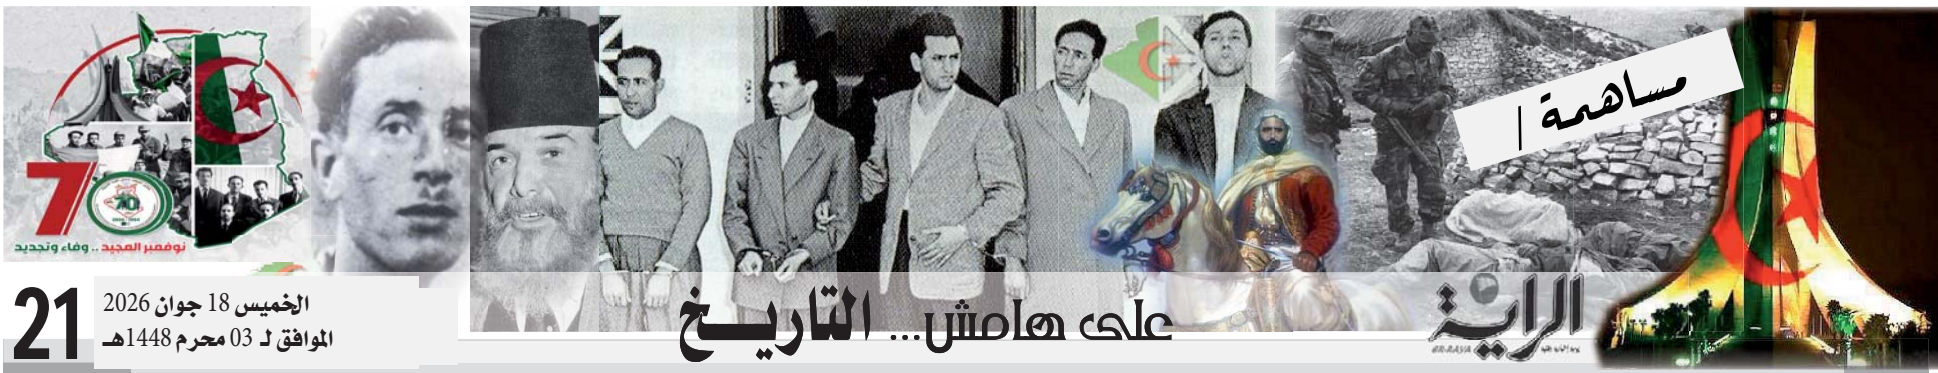 مساهمة |
70
نوفمبر المجيد .. وفاء وتجديد
21
الخميس 18 جوان 2026
الموافق لـ 03 محرم 1448هـ
على هامش... التاريخ
الراية